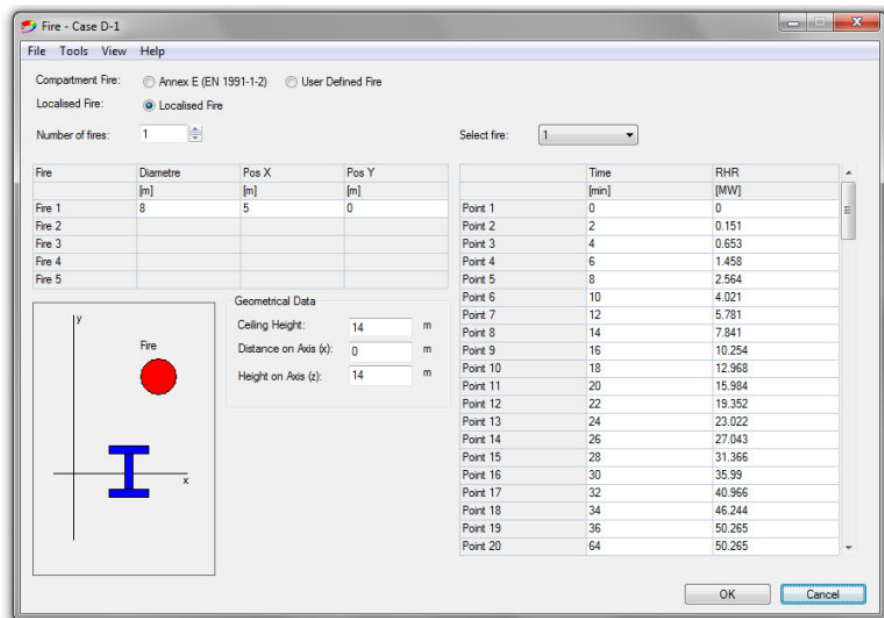 Fire - Case D-1
File Tools View Help
Compartment Fire: Annex E (EN 1991-1-2) User Defined Fire
Localised Fire: Localised Fire
Number of fires: 1 Select fire: 1
Fire Diametre Pos X Pos Y
[m] [m] [m]
Fire 1 8 5 0
Fire 2
Fire 3
Fire 4
Fire 5
Time RHR
[min] [MW]
Point 1 0 0
Point 2 2 0.151
Point 3 4 0.653
Point 4 6 1.458
Point 5 8 2.564
Point 6 10 4.021
Point 7 12 5.781
Point 8 14 7.841
Point 9 16 10.254
Point 10 18 12.968
Point 11 20 15.984
Point 12 22 19.352
Point 13 24 23.022
Point 14 26 27.043
Point 15 28 31.366
Point 16 30 35.99
Point 17 32 40.966
Point 18 34 46.244
Point 19 36 50.265
Point 20 64 50.265
y
Fire
x
Geometrical Data
Ceiling Height: 14 m
Distance on Axis (x): 0 m
Height on Axis (z): 14 m
OK Cancel